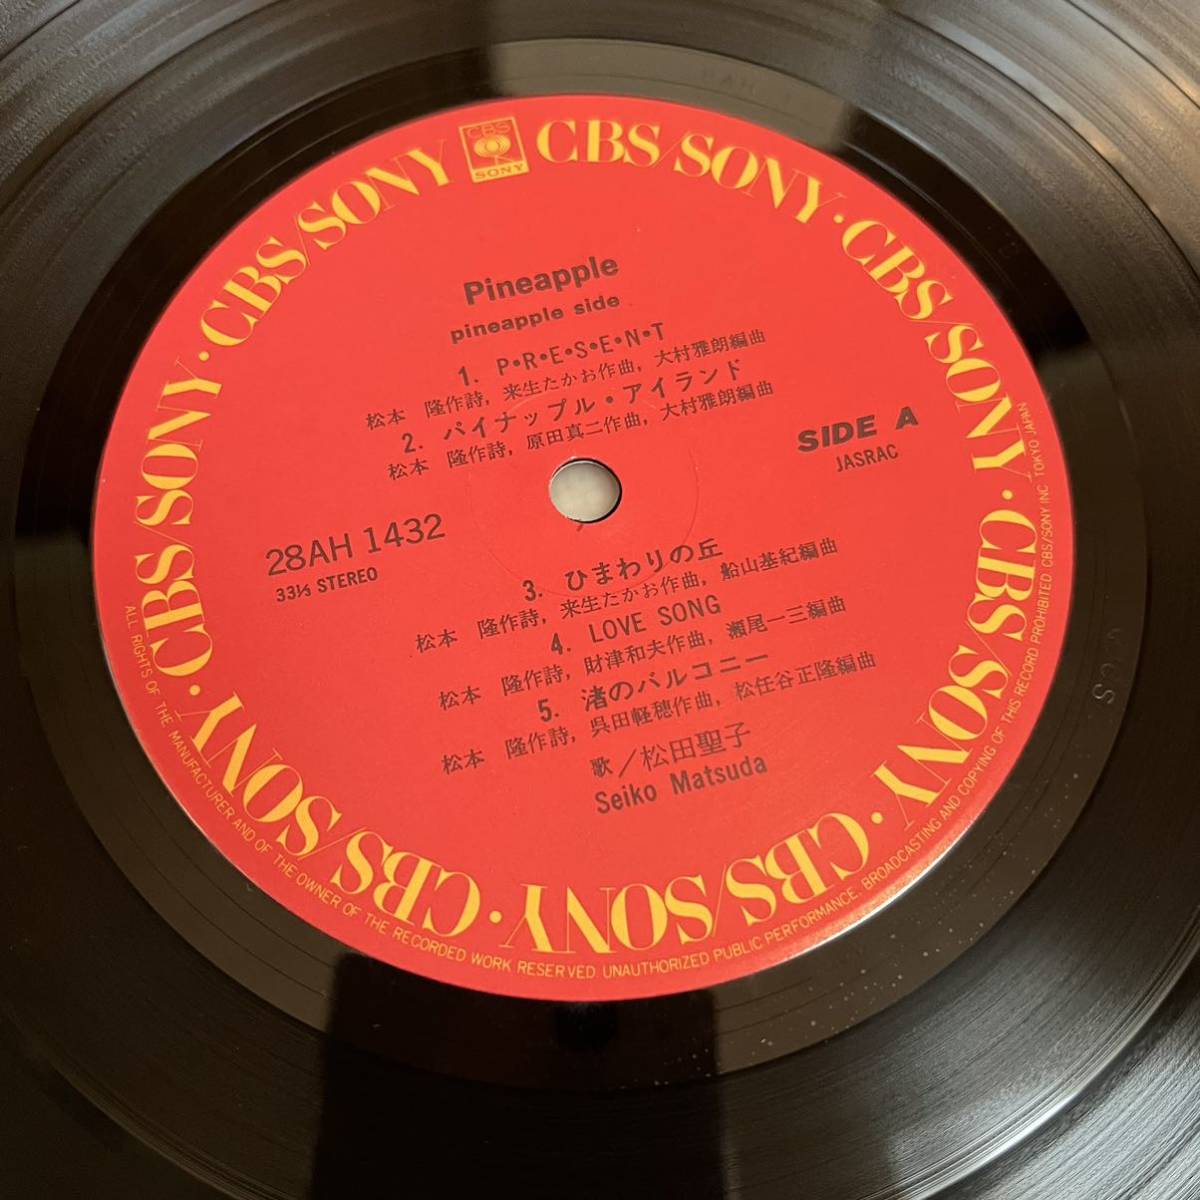 CBS SONY
CBS/SONY · CBS/SONY · CBS/SONY · CBS/SONY · CBS/SONY · CBS/SONY · CBS/SONY · CBS/SONY
Pineapple
pineapple side
1. P•R•E•S•E•N•T
松本 隆作詩, 来生たかお作曲, 大村雅朗編曲
2. パイナップル・アイランド
松本 隆作詩, 原田真二作曲, 大村雅朗編曲
SIDE A
JASRAC
28AH 1432
33⅓ STEREO
3. ひまわりの丘
松本 隆作詩, 来生たかお作曲, 船山基紀編曲
4. LOVE SONG
松本 隆作詩, 財津和夫作曲, 瀬尾一三編曲
5. 渚のバルコニー
松本 隆作詩, 呉田軽穂作曲, 松任谷正隆編曲
歌／松田聖子
Seiko Matsuda
ALL RIGHTS OF THE MANUFACTURER AND OF THE OWNER OF THE RECORDED WORK RESERVED. UNAUTHORIZED PUBLIC PERFORMANCE, BROADCASTING AND COPYING OF THIS RECORD PROHIBITED CBS/SONY INC. TOKYO JAPAN